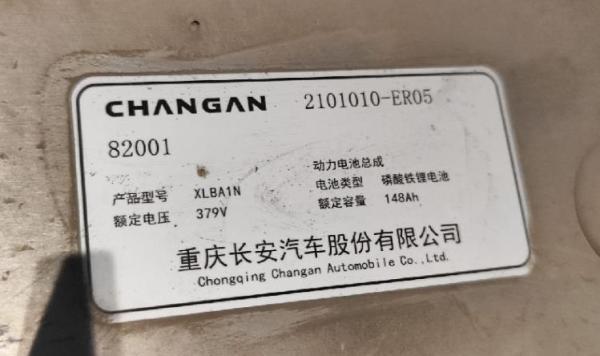 CHANGAN 2101010-ER05
82001
动力电池总成
产品型号 XLBA1N 电池类型 磷酸铁锂电池
额定电压 379V 额定容量 148Ah
重庆长安汽车股份有限公司
Chongqing Changan Automobile Co.,Ltd.